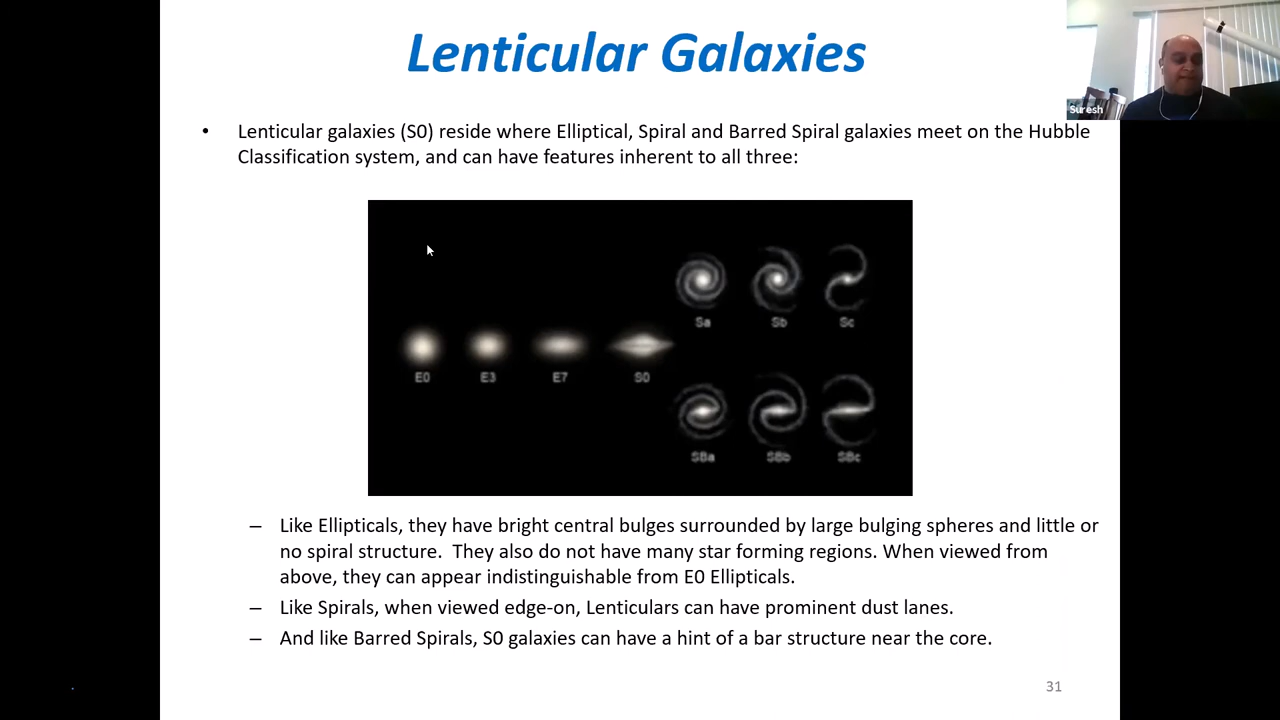 Lenticular Galaxies
Suresh
• Lenticular galaxies (S0) reside where Elliptical, Spiral and Barred Spiral galaxies meet on the Hubble
Classification system, and can have features inherent to all three:
Sa Sb Sc
E0 E3 E7 S0
SBa SBb SBc
– Like Ellipticals, they have bright central bulges surrounded by large bulging spheres and little or
no spiral structure.  They also do not have many star forming regions. When viewed from
above, they can appear indistinguishable from E0 Ellipticals.
– Like Spirals, when viewed edge-on, Lenticulars can have prominent dust lanes.
– And like Barred Spirals, S0 galaxies can have a hint of a bar structure near the core.
31